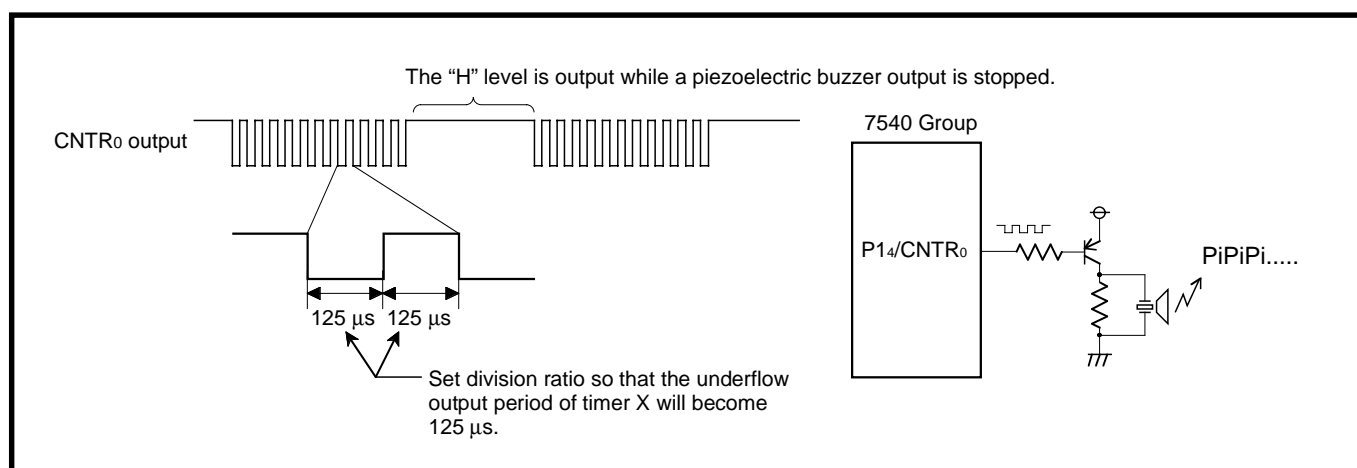 The “H” level is output while a piezoelectric buzzer output is stopped.
CNTR0 output
125 μs 125 μs
Set division ratio so that the underflow
output period of timer X will become
125 μs.
7540 Group
P14/CNTR0
PiPiPi.....